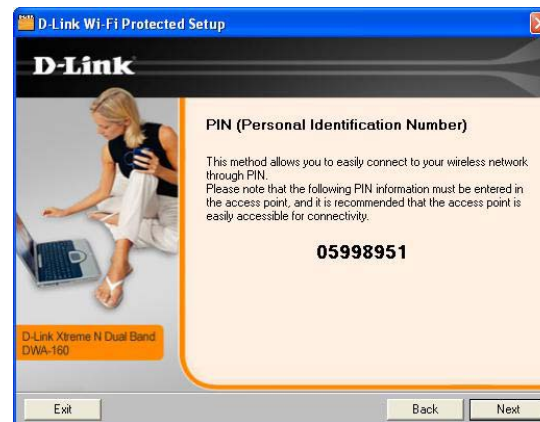 D-Link Wi-Fi Protected Setup
D-Link
PIN (Personal Identification Number)
This method allows you to easily connect to your wireless network
through PIN.
Please note that the following PIN information must be entered in
the access point, and it is recommended that the access point is
easily accessible for connectivity.
05998951
D-Link Xtreme N Dual Band
DWA-160
Exit
Back
Next